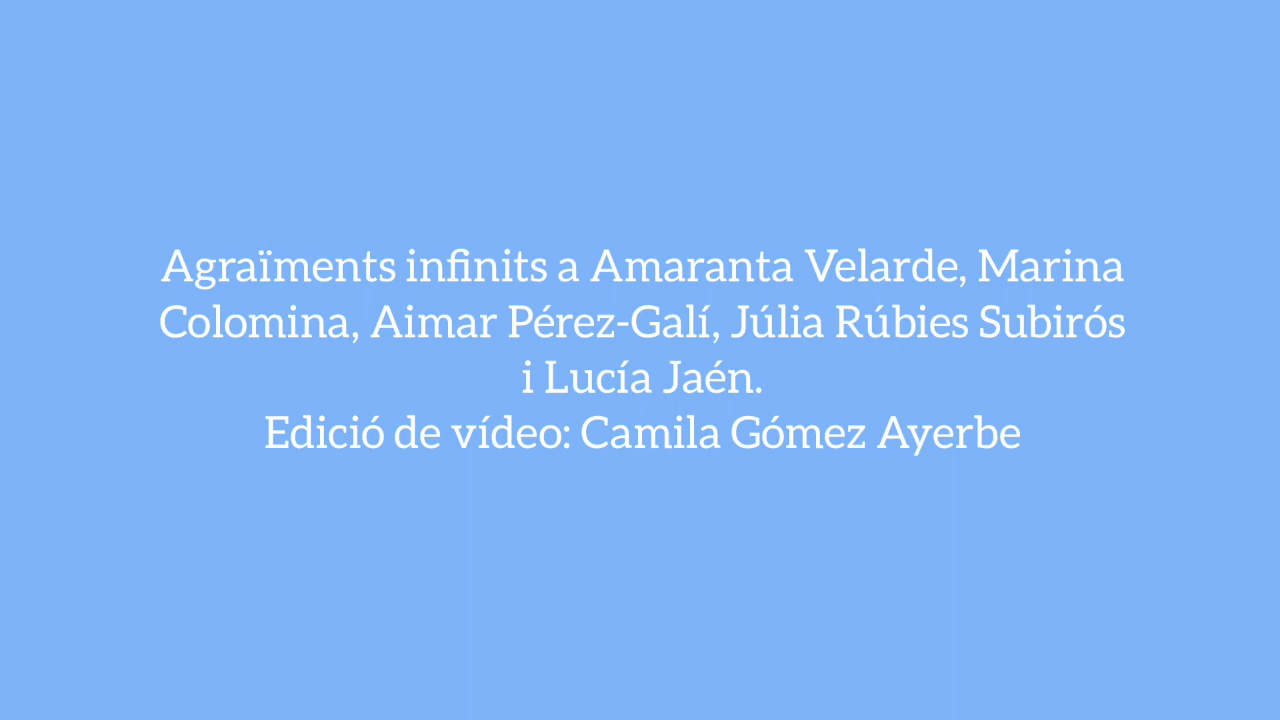 Agraïments infinits a Amaranta Velarde, Marina
Colomina, Aimar Pérez-Galí, Júlia Rúbies Subirós
i Lucía Jaén.
Edició de vídeo: Camila Gómez Ayerbe